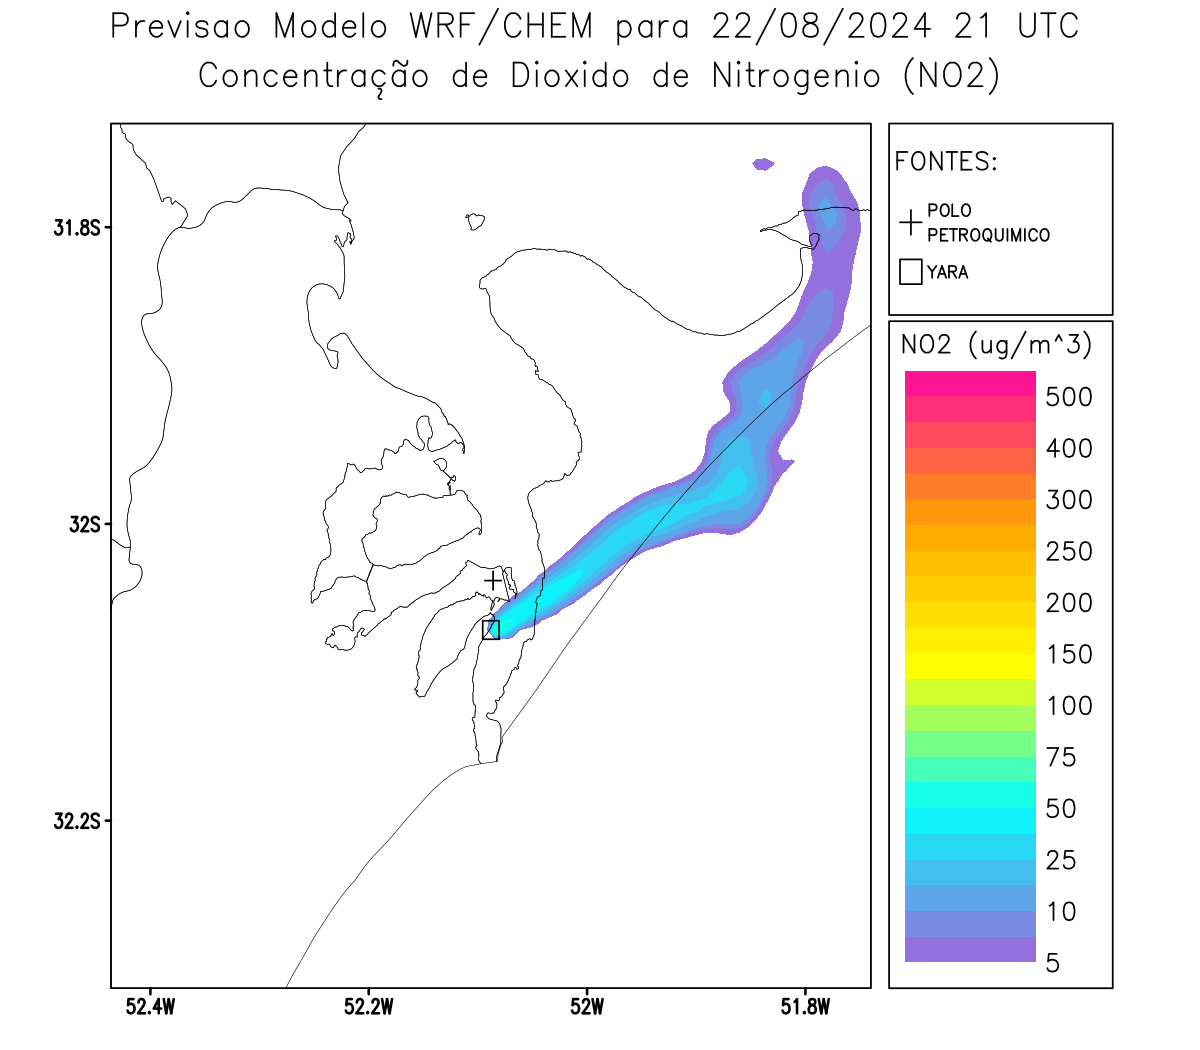 Previsao Modelo WRF/CHEM para 22/08/2024 21 UTC
Concentração de Dioxido de Nitrogenio (NO2)
FONTES:
POLO
PETROQUIMICO
YARA
NO2 (ug/m^3)
500
400
300
250
200
150
100
75
50
25
10
5
31.8S
32S
32.2S
52.4W
52.2W
52W
51.8W